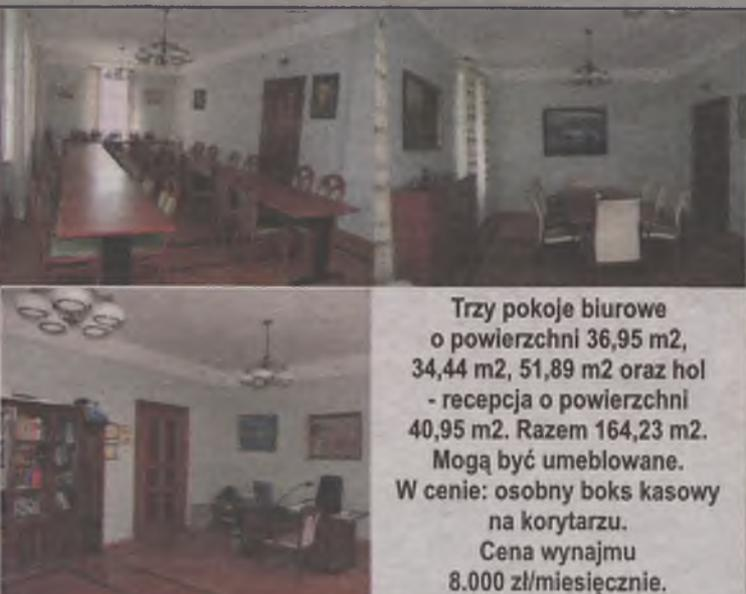 Trzy pokoje biurowe
o powierzchni 36,95 m2,
34,44 m2, 51,89 m2 oraz hol
- recepcja o powierzchni
40,95 m2. Razem 164,23 m2.
Mogą być umeblowane.
W cenie: osobny boks kasowy
na korytarzu.
Cena wynajmu
8.000 zł/miesięcznie.